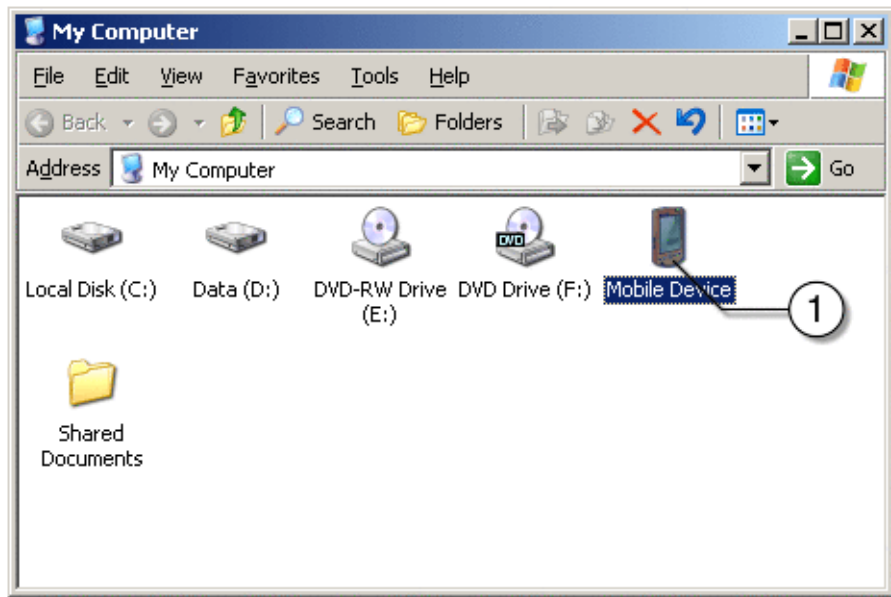 My Computer
File Edit View Favorites Tools Help
Back Search Folders
Address My Computer Go
Local Disk (C:) Data (D:) DVD-RW Drive (E:) DVD Drive (F:) Mobile Device
DVD
1
Shared
Documents